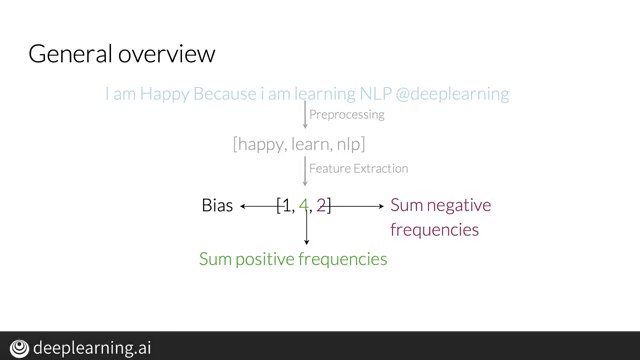 General overview
I am Happy Because i am learning NLP @deeplearning
Preprocessing
[happy, learn, nlp]
Feature Extraction
Bias
[1, 4, 2]
Sum negative
frequencies
Sum positive frequencies
deeplearning.ai